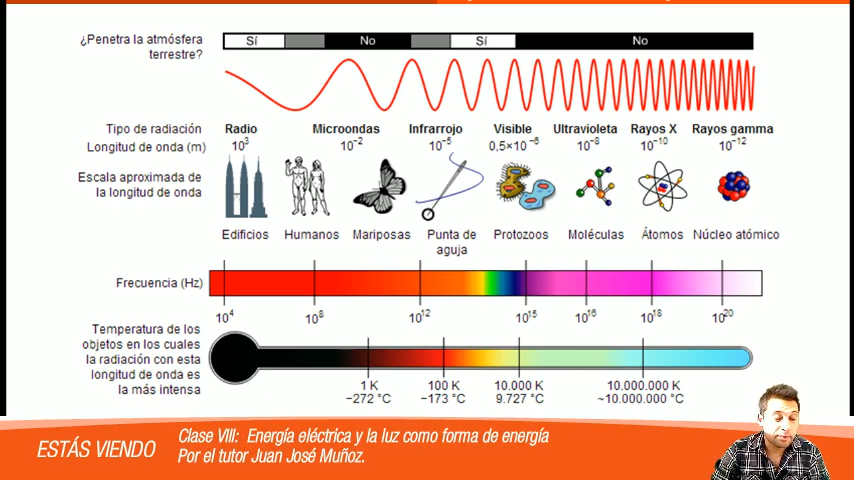 ¿Penetra la atmósfera
terrestre?
Sí No Sí No
Tipo de radiación Radio Microondas Infrarrojo Visible Ultravioleta Rayos X Rayos gamma
Longitud de onda (m) 10³ 10⁻² 10⁻⁵ 0,5×10⁻⁶ 10⁻⁸ 10⁻¹⁰ 10⁻¹²
Escala aproximada de
la longitud de onda
Edificios Humanos Mariposas Punta de
aguja Protozoos Moléculas Átomos Núcleo atómico
Frecuencia (Hz)
10⁴ 10⁸ 10¹² 10¹⁵ 10¹⁶ 10¹⁸ 10²⁰
Temperatura de los
objetos en los cuales
la radiación con esta
longitud de onda es
la más intensa
1 K 100 K 10.000 K 10.000.000 K
−272 °C −173 °C 9.727 °C ~10.000.000 °C
ESTÁS VIENDO
Clase VIII: Energía eléctrica y la luz como forma de energía
Por el tutor Juan José Muñoz.